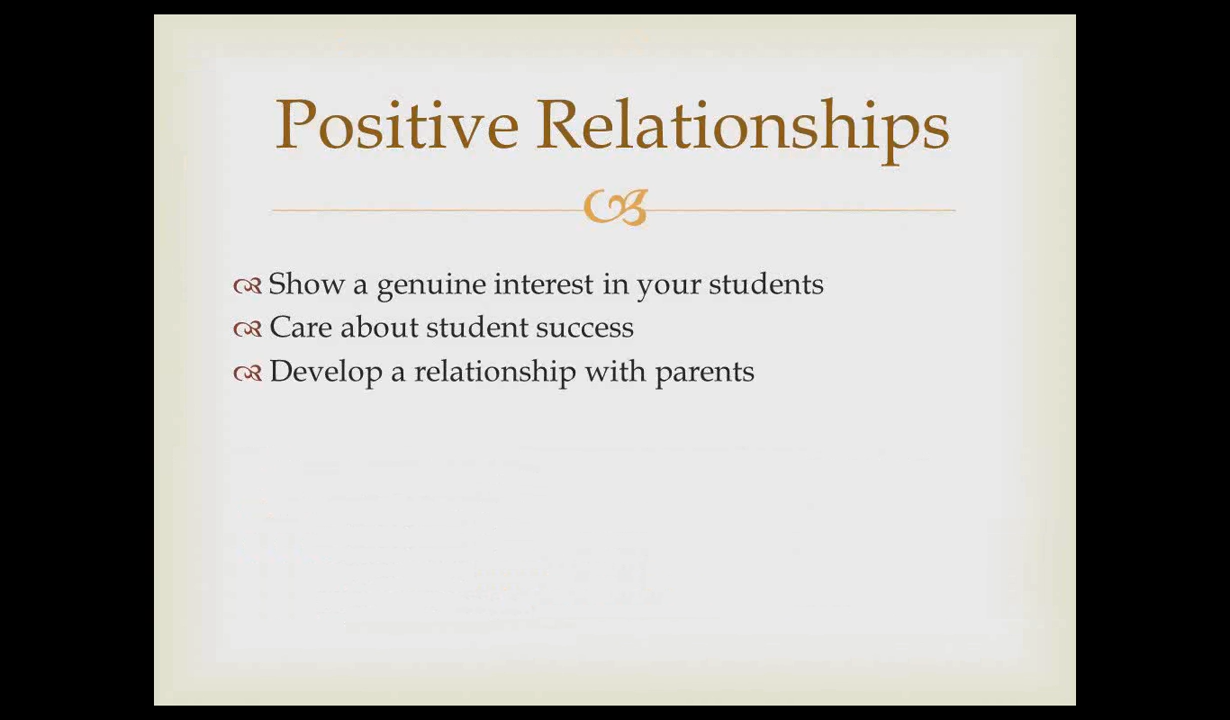 Positive Relationships
Show a genuine interest in your students
Care about student success
Develop a relationship with parents